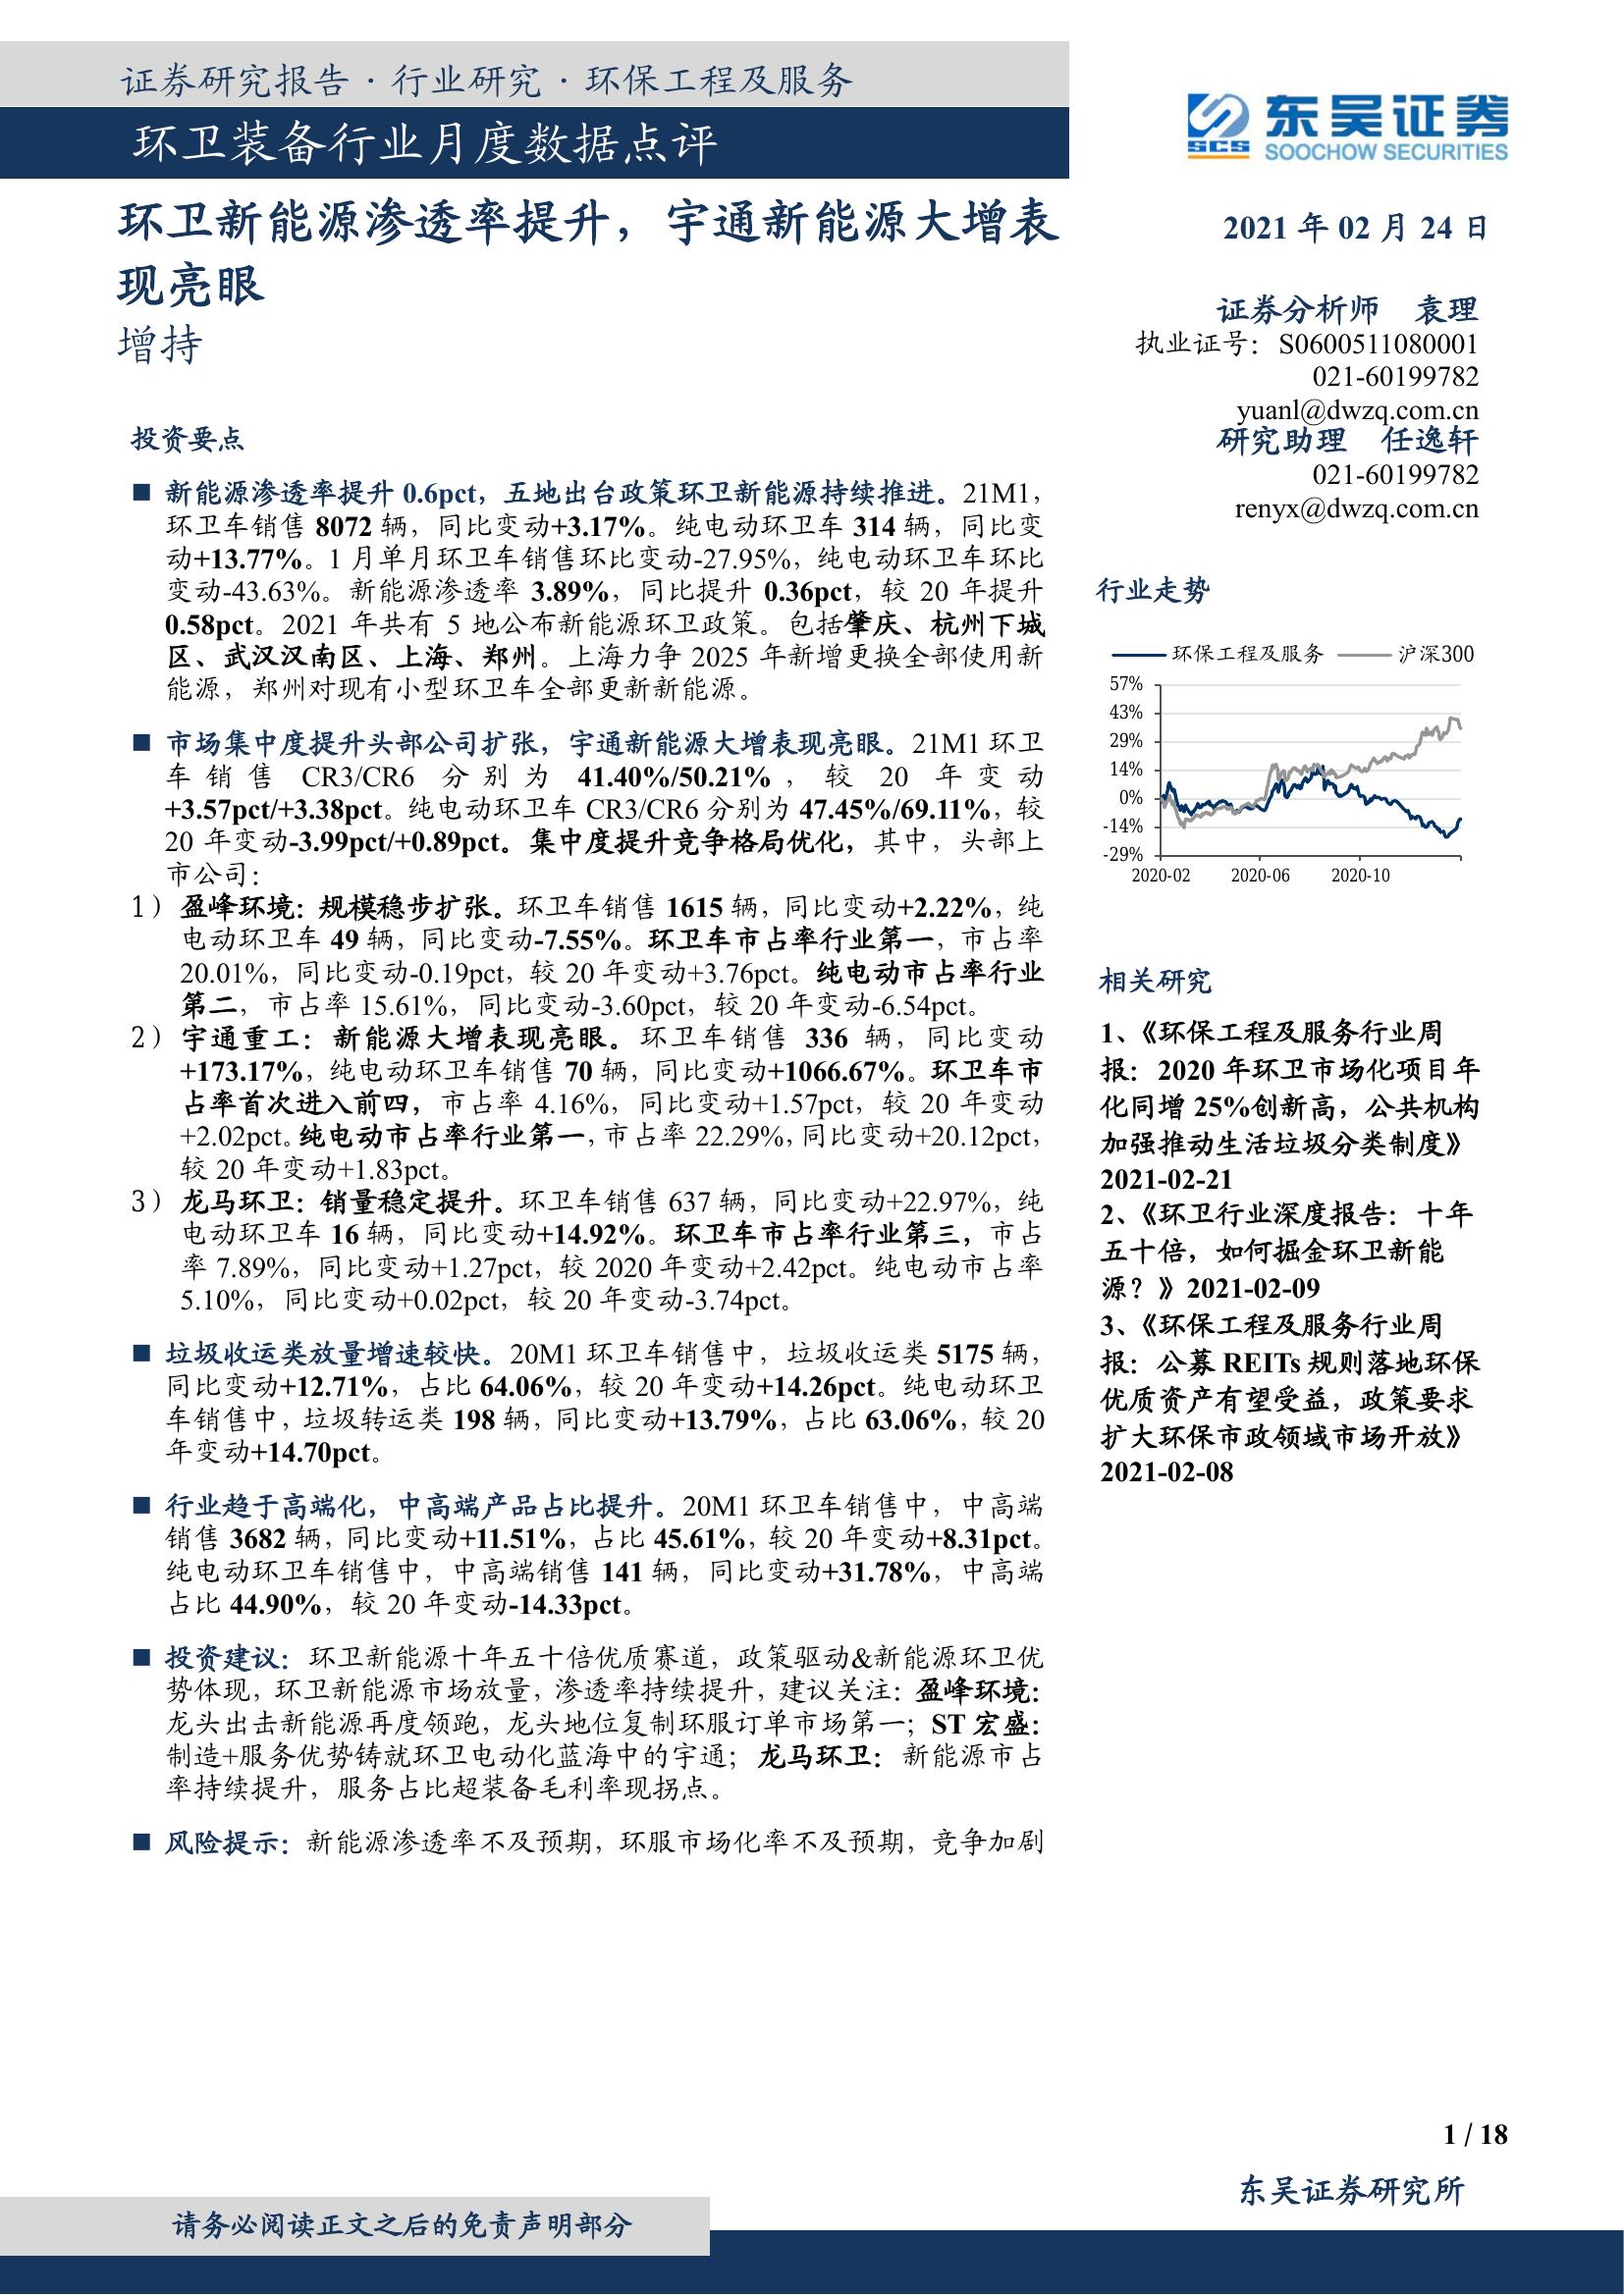 证券研究报告 · 行业研究 · 环保工程及服务
环卫装备行业月度数据点评
东吴证券
SCS
SOOCHOW SECURITIES
环卫新能源渗透率提升，宇通新能源大增表
现亮眼
增持
2021 年 02 月 24 日
证券分析师 袁理
执业证号：S0600511080001
021-60199782
yuanl@dwzq.com.cn
研究助理 任逸轩
021-60199782
renyx@dwzq.com.cn
投资要点
■ 新能源渗透率提升 0.6pct，五地出台政策环卫新能源持续推进。21M1，
环卫车销售 8072 辆，同比变动+3.17%。纯电动环卫车 314 辆，同比变
动+13.77%。1 月单月环卫车销售环比变动-27.95%，纯电动环卫车环比
变动-43.63%。新能源渗透率 3.89%，同比提升 0.36pct，较 20 年提升
0.58pct。2021 年共有 5 地公布新能源环卫政策。包括肇庆、杭州下城
区、武汉汉南区、上海、郑州。上海力争 2025 年新增更换全部使用新
能源，郑州对现有小型环卫车全部更新新能源。
■ 市场集中度提升头部公司扩张，宇通新能源大增表现亮眼。21M1 环卫
车销售 CR3/CR6 分别为 41.40%/50.21%，较 20 年变动
+3.57pct/+3.38pct。纯电动环卫车 CR3/CR6 分别为 47.45%/69.11%，较
20 年变动-3.99pct/+0.89pct。集中度提升竞争格局优化，其中，头部上
市公司：
1）盈峰环境：规模稳步扩张。环卫车销售 1615 辆，同比变动+2.22%，纯
电动环卫车 49 辆，同比变动-7.55%。环卫车市占率行业第一，市占率
20.01%，同比变动-0.19pct，较 20 年变动+3.76pct。纯电动市占率行业
第二，市占率 15.61%，同比变动-3.60pct，较 20 年变动-6.54pct。
2）宇通重工：新能源大增表现亮眼。环卫车销售 336 辆，同比变动
+173.17%，纯电动环卫车销售 70 辆，同比变动+1066.67%。环卫车市
占率首次进入前四，市占率 4.16%，同比变动+1.57pct，较 20 年变动
+2.02pct。纯电动市占率行业第一，市占率 22.29%，同比变动+20.12pct，
较 20 年变动+1.83pct。
3）龙马环卫：销量稳定提升。环卫车销售 637 辆，同比变动+22.97%，纯
电动环卫车 16 辆，同比变动+14.92%。环卫车市占率行业第三，市占
率 7.89%，同比变动+1.27pct，较 2020 年变动+2.42pct。纯电动市占率
5.10%，同比变动+0.02pct，较 20 年变动-3.74pct。
■ 垃圾收运类放量增速较快。20M1 环卫车销售中，垃圾收运类 5175 辆，
同比变动+12.71%，占比 64.06%，较 20 年变动+14.26pct。纯电动环卫
车销售中，垃圾转运类 198 辆，同比变动+13.79%，占比 63.06%，较 20
年变动+14.70pct。
■ 行业趋于高端化，中高端产品占比提升。20M1 环卫车销售中，中高端
销售 3682 辆，同比变动+11.51%，占比 45.61%，较 20 年变动+8.31pct。
纯电动环卫车销售中，中高端销售 141 辆，同比变动+31.78%，中高端
占比 44.90%，较 20 年变动-14.33pct。
■ 投资建议：环卫新能源十年五十倍优质赛道，政策驱动&新能源环卫优
势体现，环卫新能源市场放量，渗透率持续提升，建议关注：盈峰环境：
龙头出击新能源再度领跑，龙头地位复制环服订单市场第一；ST 宏盛：
制造+服务优势铸就环卫电动化蓝海中的宇通；龙马环卫：新能源市占
率持续提升，服务占比超装备毛利率现拐点。
■ 风险提示：新能源渗透率不及预期，环服市场化率不及预期，竞争加剧
行业走势
环保工程及服务 沪深300
57%
43%
29%
14%
0%
-14%
-29%
2020-02 2020-06 2020-10
相关研究
1、《环保工程及服务行业周
报：2020 年环卫市场化项目年
化同增 25%创新高，公共机构
加强推动生活垃圾分类制度》
2021-02-21
2、《环卫行业深度报告：十年
五十倍，如何掘金环卫新能
源？》2021-02-09
3、《环保工程及服务行业周
报：公募 REITs 规则落地环保
优质资产有望受益，政策要求
扩大环保市政领域市场开放》
2021-02-08
1 / 18
东吴证券研究所
请务必阅读正文之后的免责声明部分